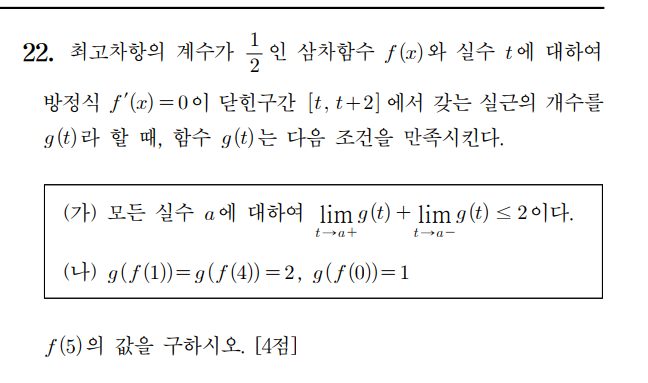 22. 최고차항의 계수가 1/2인 삼차함수 f(x)와 실수 t에 대하여
방정식 f′(x)=0이 닫힌구간 [t, t+2]에서 갖는 실근의 개수를
g(t)라 할 때, 함수 g(t)는 다음 조건을 만족시킨다.
(가) 모든 실수 a에 대하여 lim_{t→a+} g(t) + lim_{t→a−} g(t) ≤ 2이다.
(나) g(f(1))=g(f(4))=2, g(f(0))=1
f(5)의 값을 구하시오. [4점]